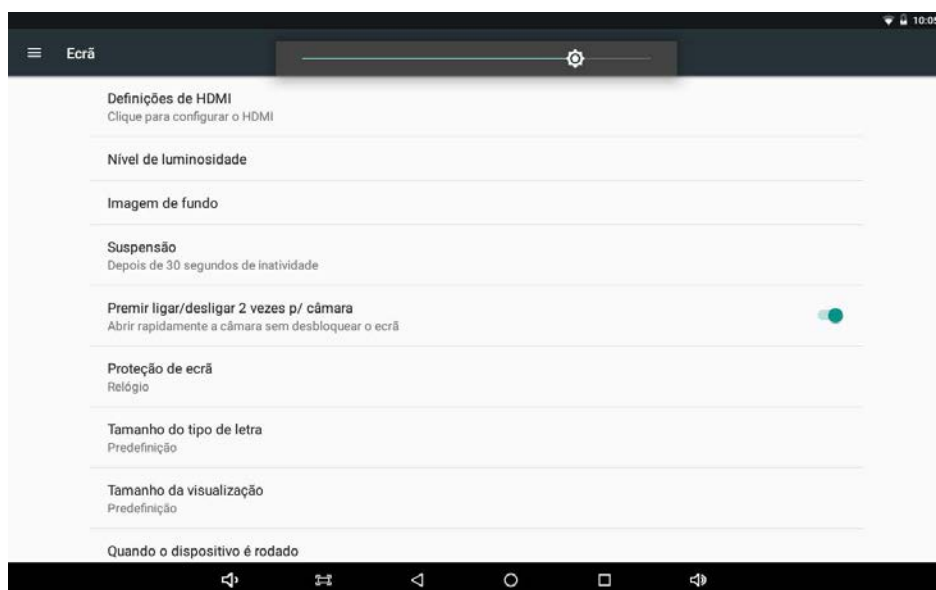 10:05
Ecrã
Definições de HDMI
Clique para configurar o HDMI
Nível de luminosidade
Imagem de fundo
Suspensão
Depois de 30 segundos de inatividade
Premir ligar/desligar 2 vezes p/ câmara
Abrir rapidamente a câmara sem desbloquear o ecrã
Proteção de ecrã
Relógio
Tamanho do tipo de letra
Predefinição
Tamanho da visualização
Predefinição
Quando o dispositivo é rodado